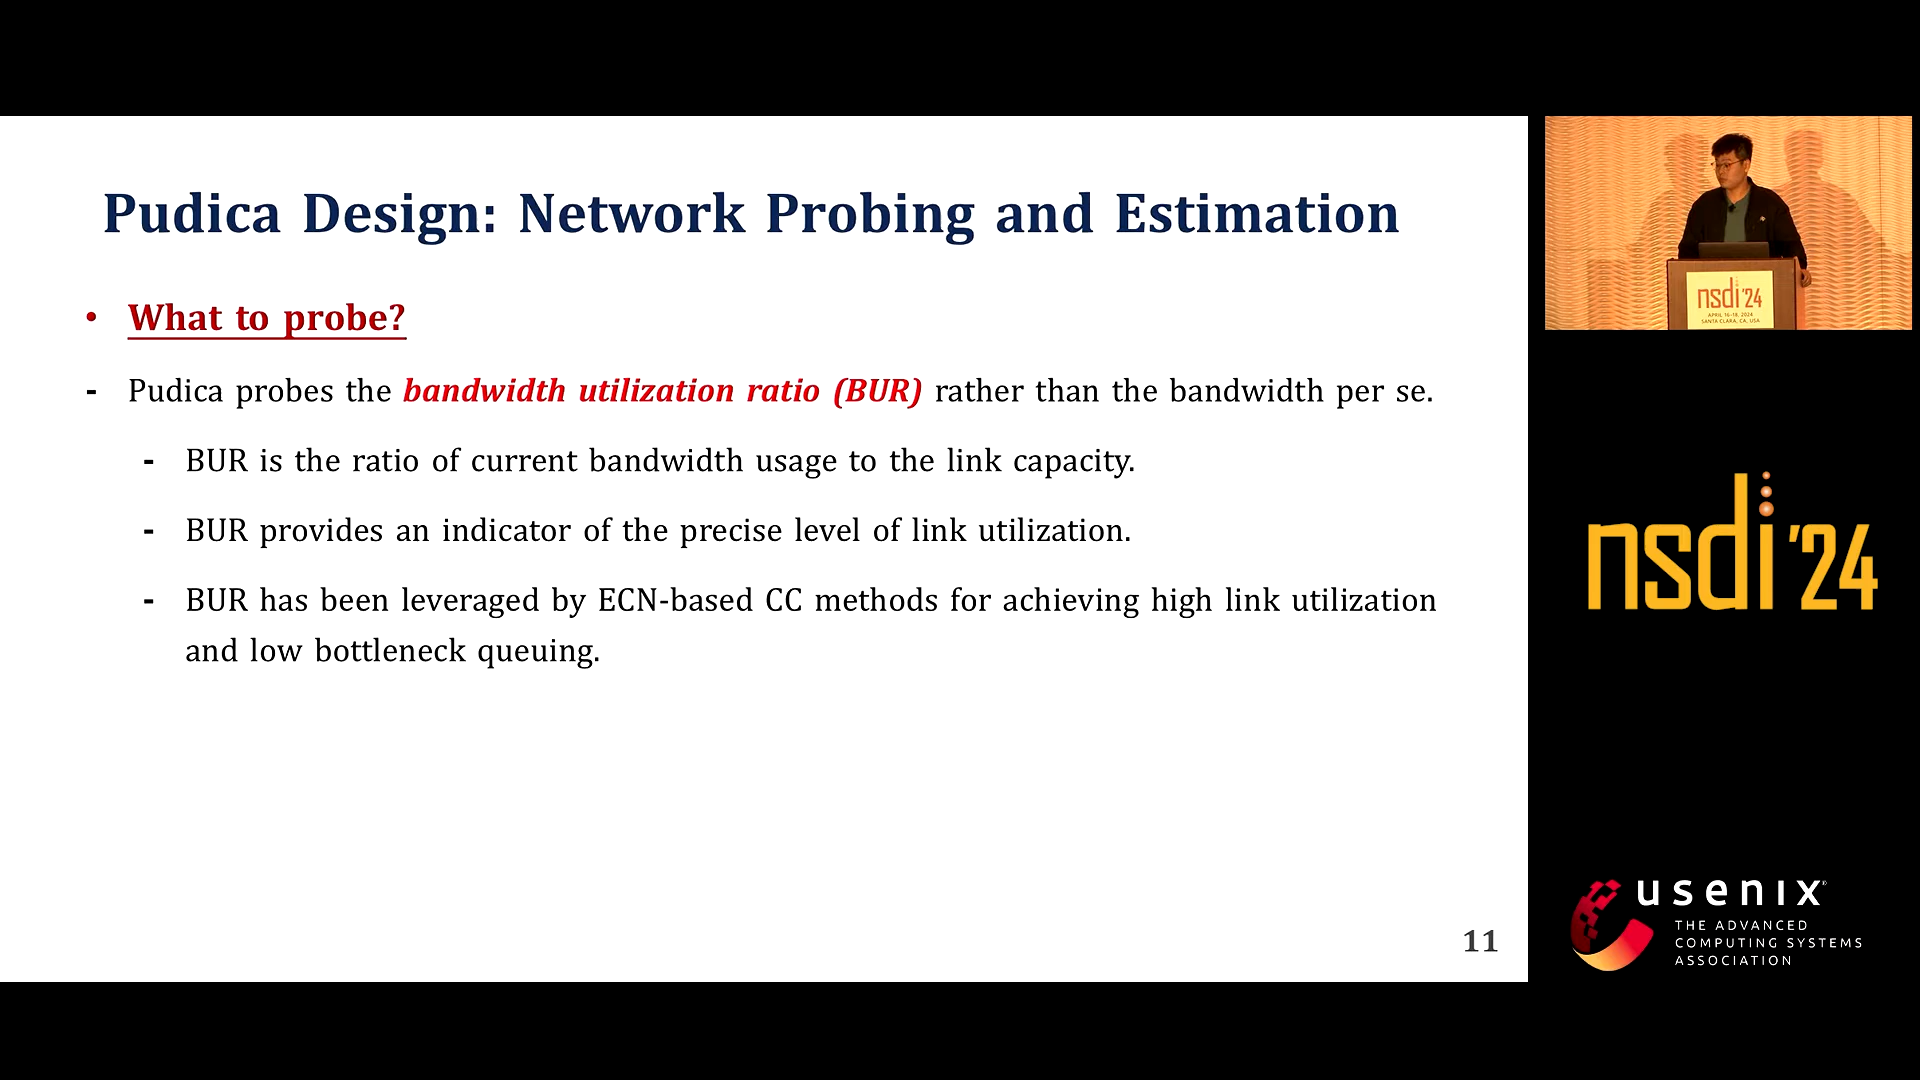 Pudica Design: Network Probing and Estimation
• What to probe?
- Pudica probes the bandwidth utilization ratio (BUR) rather than the bandwidth per se.
- BUR is the ratio of current bandwidth usage to the link capacity.
- BUR provides an indicator of the precise level of link utilization.
- BUR has been leveraged by ECN-based CC methods for achieving high link utilization
and low bottleneck queuing.
11
nsdi '24
APRIL 16-18, 2024
SANTA CLARA, CA, USA
nsdi '24
usenix®
THE ADVANCED
COMPUTING SYSTEMS
ASSOCIATION